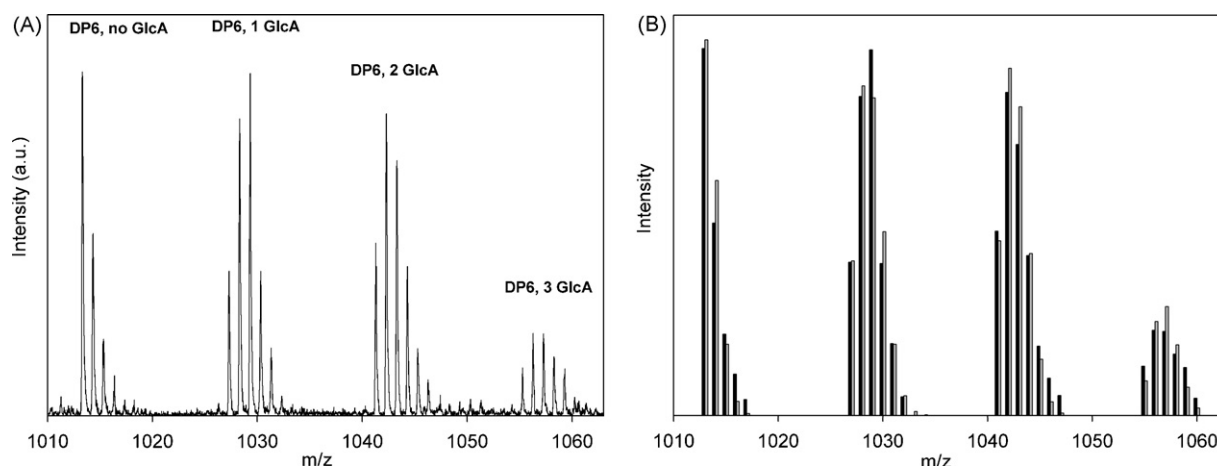 (A)
DP6, no GlcA
DP6, 1 GlcA
DP6, 2 GlcA
DP6, 3 GlcA
Intensity (a.u.)
1010 1020 1030 1040 1050 1060
m/z
(B)
Intensity
1010 1020 1030 1040 1050 1060
m/z